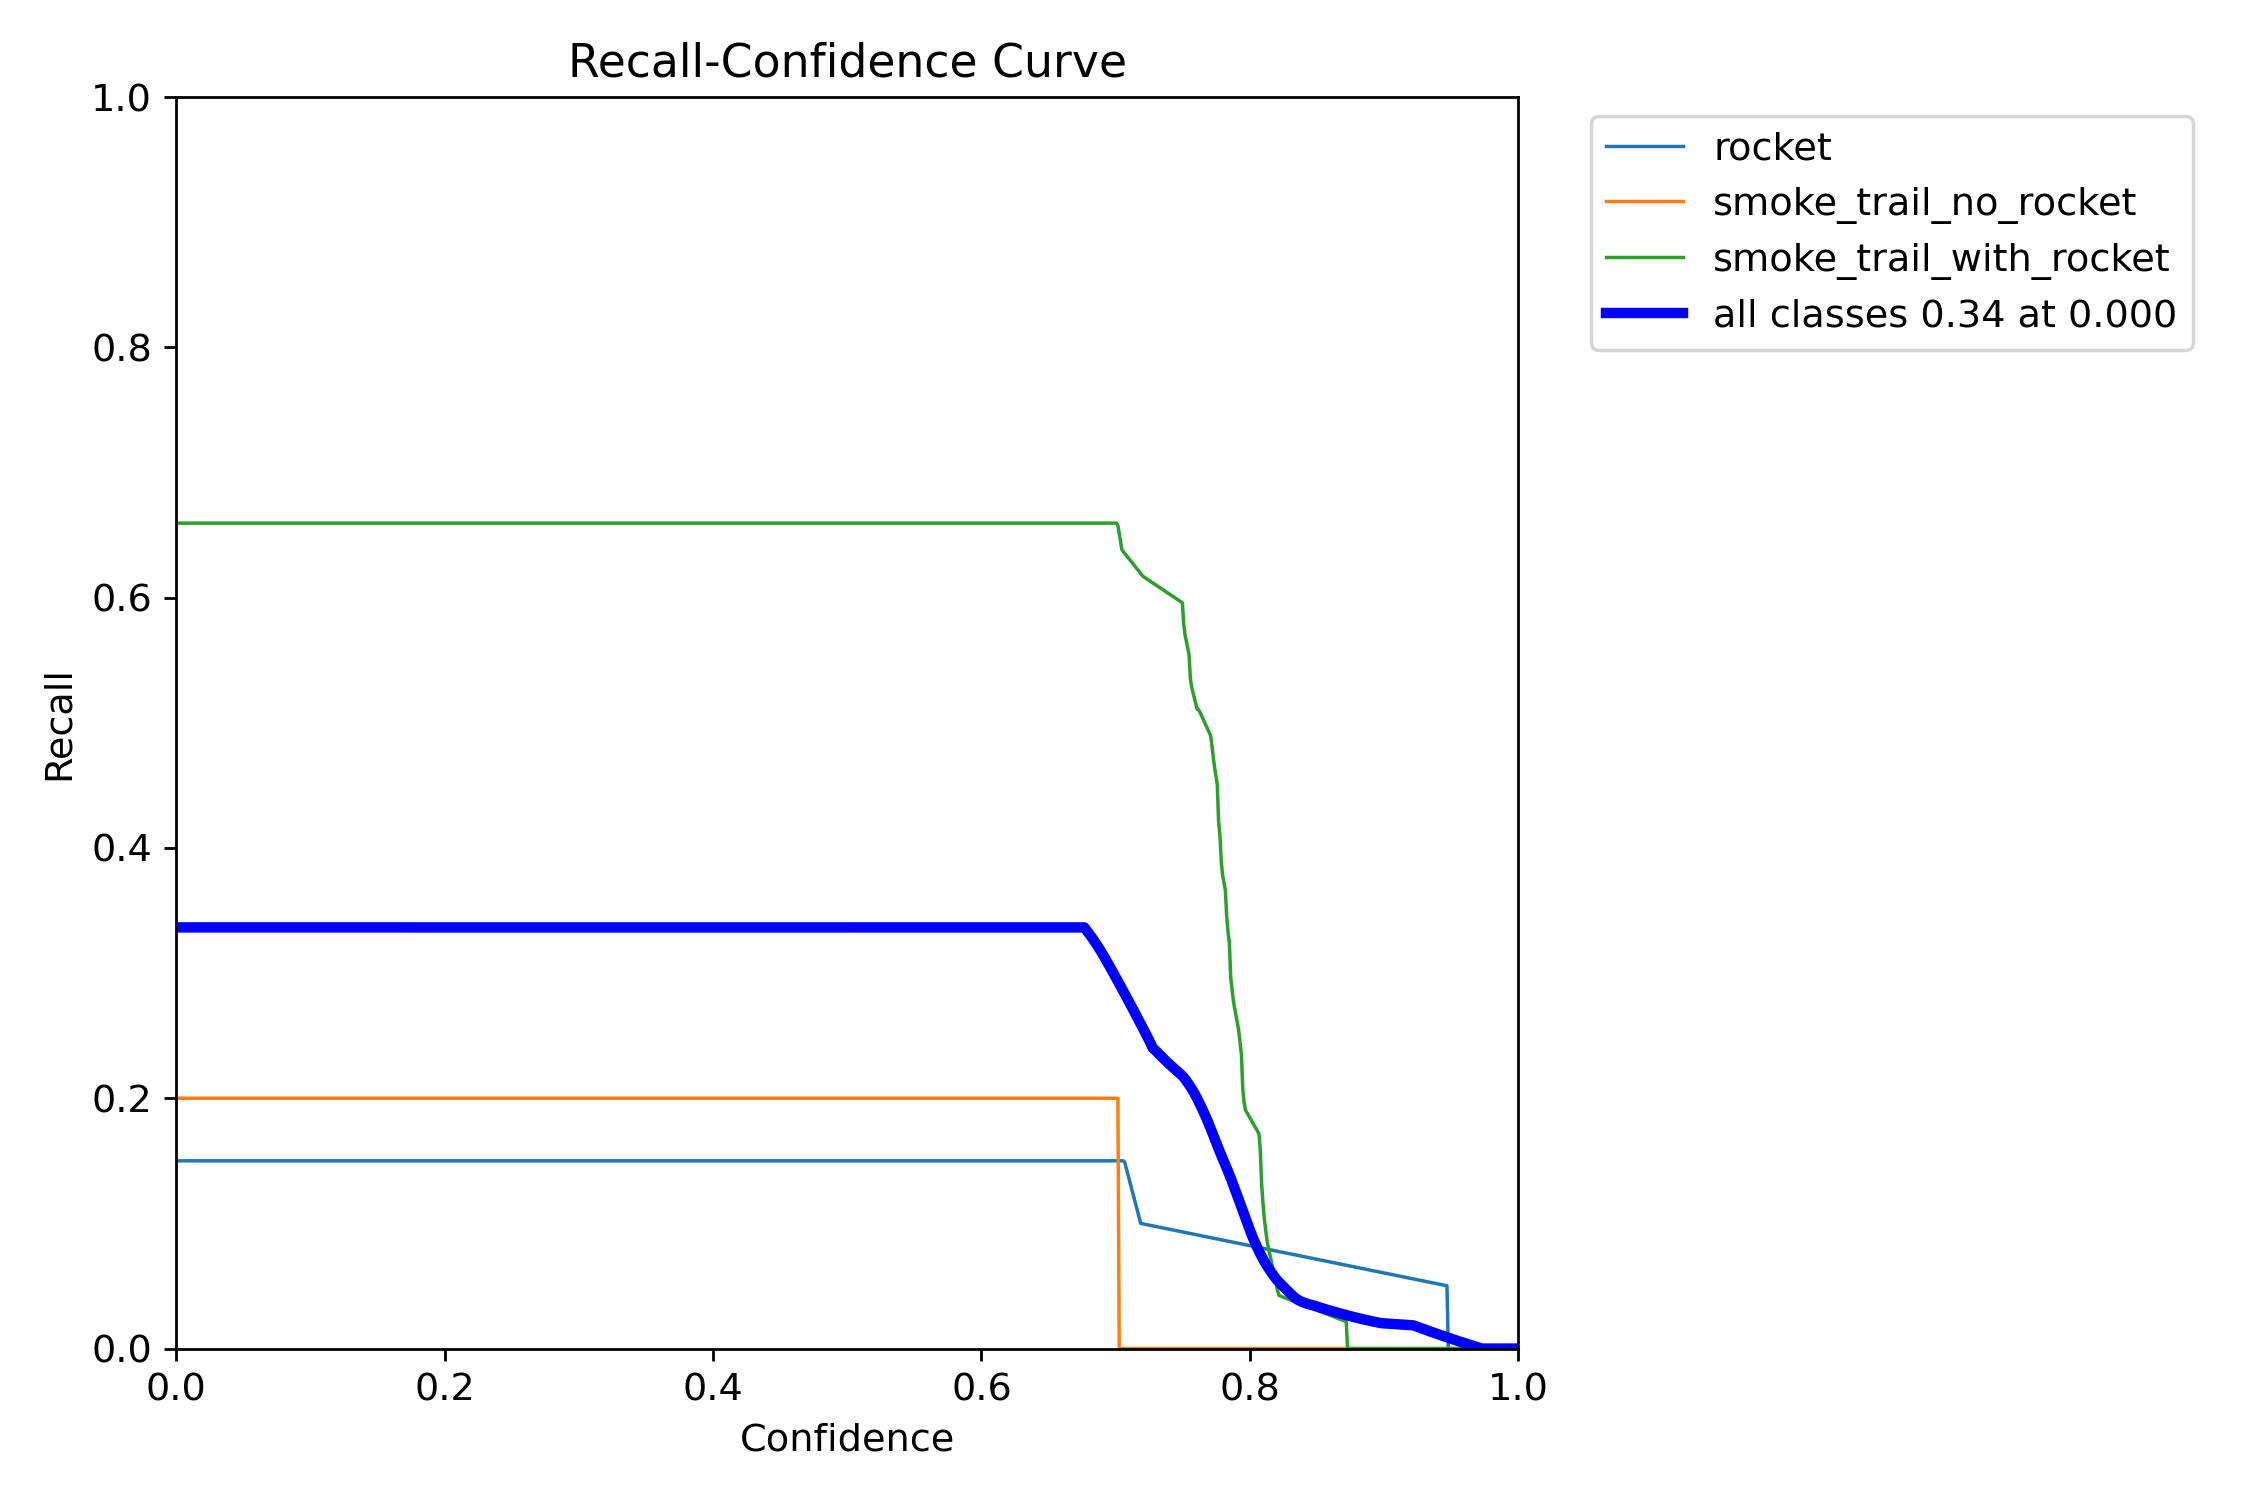 Recall-Confidence Curve
1.0
0.8
0.6
0.4
0.2
0.0
Recall
0.0 0.2 0.4 0.6 0.8 1.0
Confidence
rocket
smoke_trail_no_rocket
smoke_trail_with_rocket
all classes 0.34 at 0.000